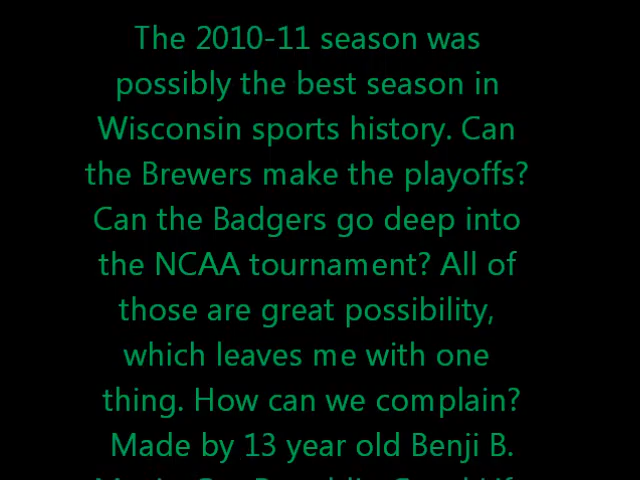 The 2010-11 season was
possibly the best season in
Wisconsin sports history. Can
the Brewers make the playoffs?
Can the Badgers go deep into
the NCAA tournament? All of
those are great possibility,
which leaves me with one
thing. How can we complain?
Made by 13 year old Benji B.